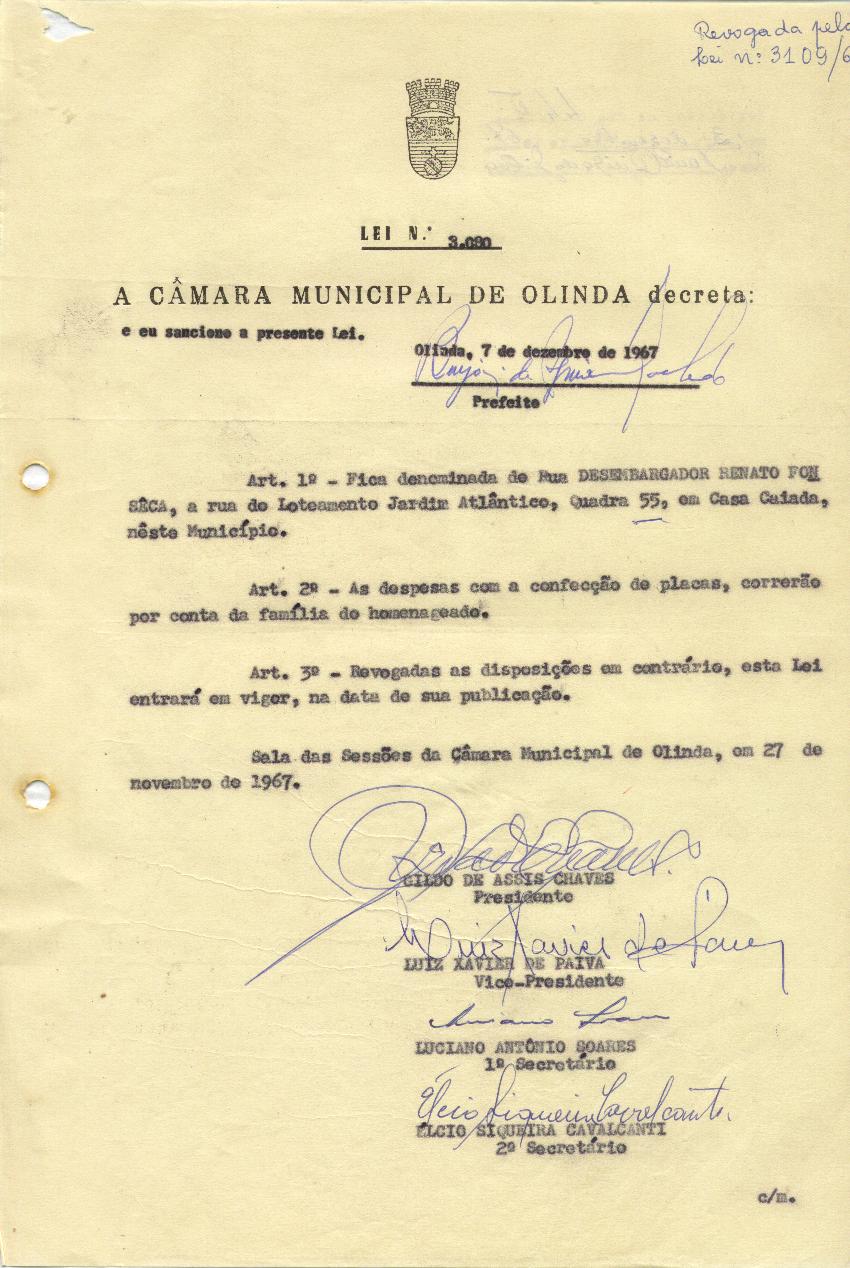 Revogada pela
Lei nº 3109/6
LEI N.º 3.090
A CÂMARA MUNICIPAL DE OLINDA decreta:
e eu sanciono a presente Lei.
Olinda, 7 de dezembro de 1967
Prefeito
Art. 1º - Fica denominada de Rua DESEMBARGADOR RENATO FON
SÊCA, a rua do Loteamento Jardim Atlântico, Quadra 55, em Casa Caiada,
nêste Município.
Art. 2º - As despesas com a confecção de placas, correrão
por conta da família do homenageado.
Art. 3º - Revogadas as disposições em contrário, esta Lei
entrará em vigor, na data de sua publicação.
Sala das Sessões da Câmara Municipal de Olinda, em 27 de
novembro de 1967.
GILDO DE ASSIS CHAVES
Presidente
Luiz Xavier de Paiva
LUIZ XAVIER DE PAIVA
Vice-Presidente
LUCIANO ANTÔNIO SOARES
1º Secretário
Élcio Siqueira Cavalcanti
ÉLCIO SIQUEIRA CAVALCANTI
2º Secretário
c/m.